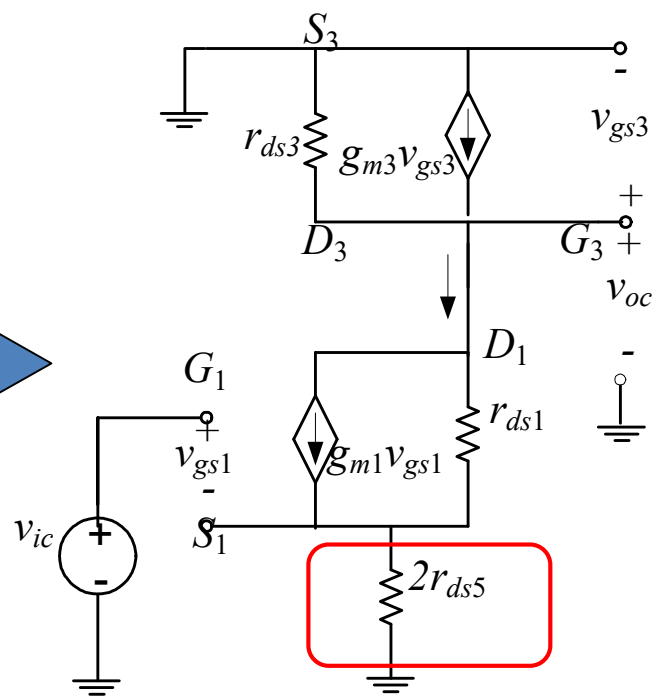 S3
-
rds3
gm3vgs3
vgs3
+
D3
G3
+
voc
-
D1
G1
+
vgs1
-
gm1vgs1
rds1
S1
vic
+
-
2rds5